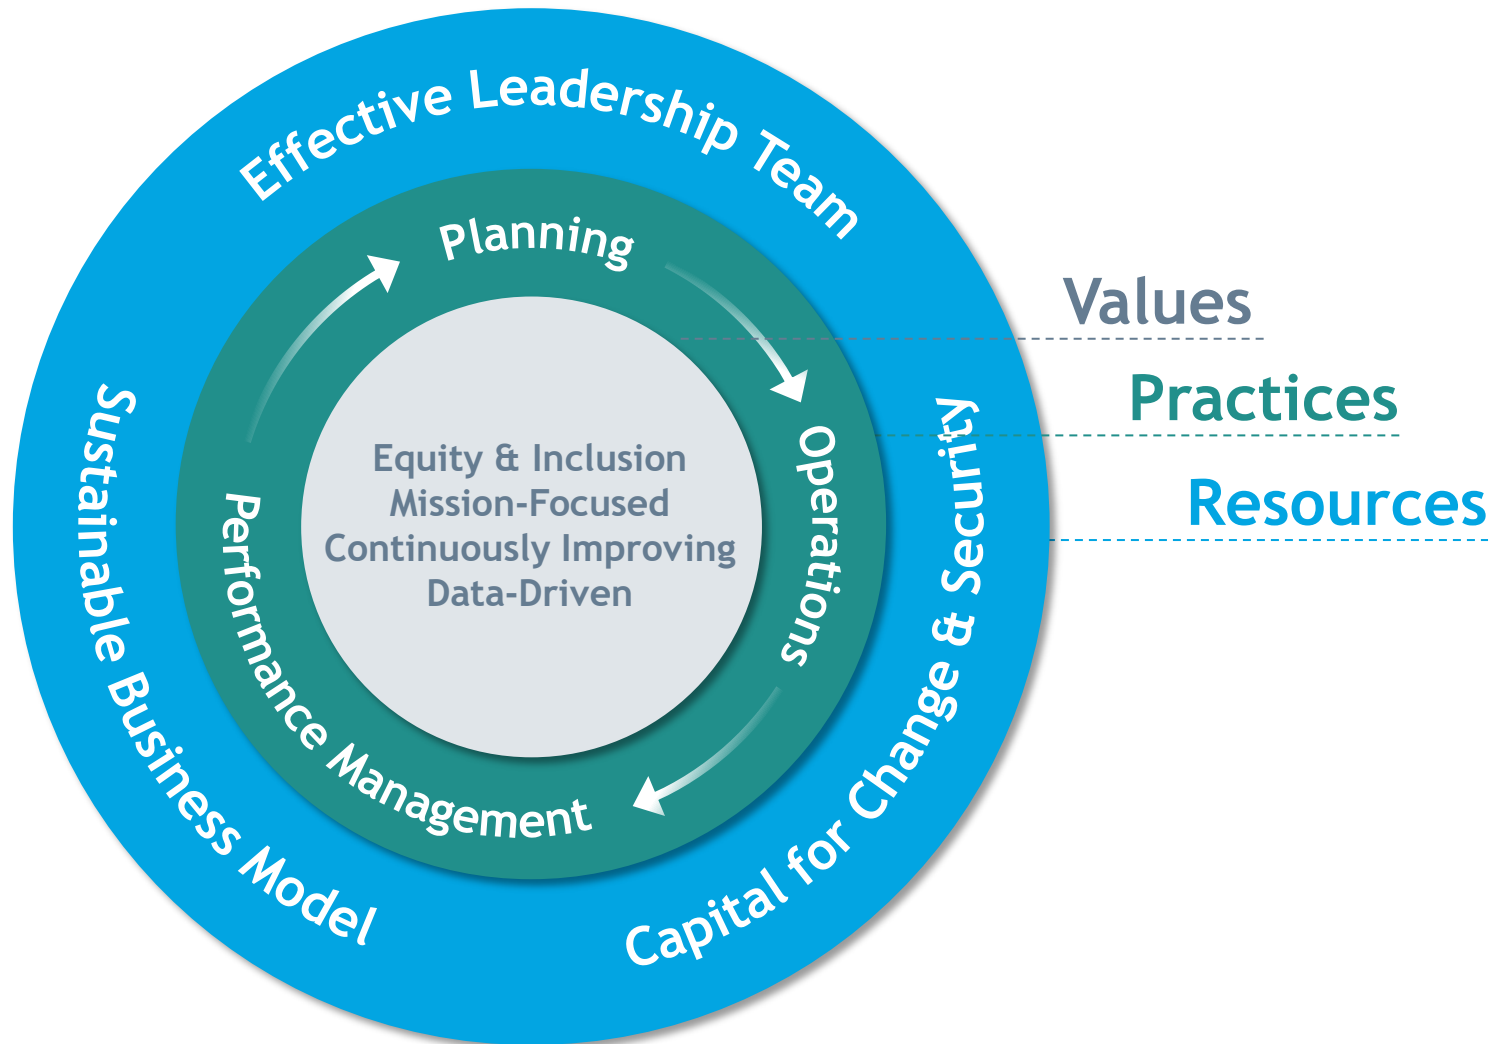 Effective Leadership Team
Planning
Values
Practices
Resources
Equity & Inclusion
Mission-Focused
Continuously Improving
Data-Driven
Operations
Performance Management
Sustainable Business Model
Capital for Change & Security